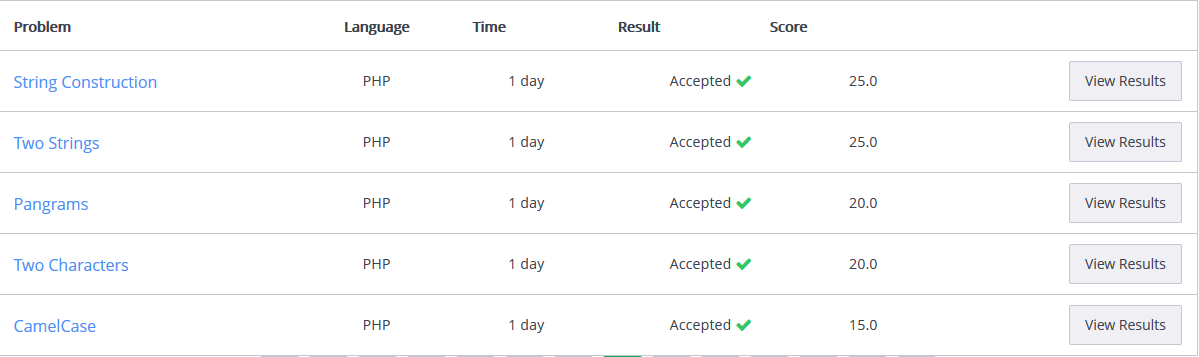 Problem Language Time Result Score
String Construction PHP 1 day Accepted 25.0 View Results
Two Strings PHP 1 day Accepted 25.0 View Results
Pangrams PHP 1 day Accepted 20.0 View Results
Two Characters PHP 1 day Accepted 20.0 View Results
CamelCase PHP 1 day Accepted 15.0 View Results